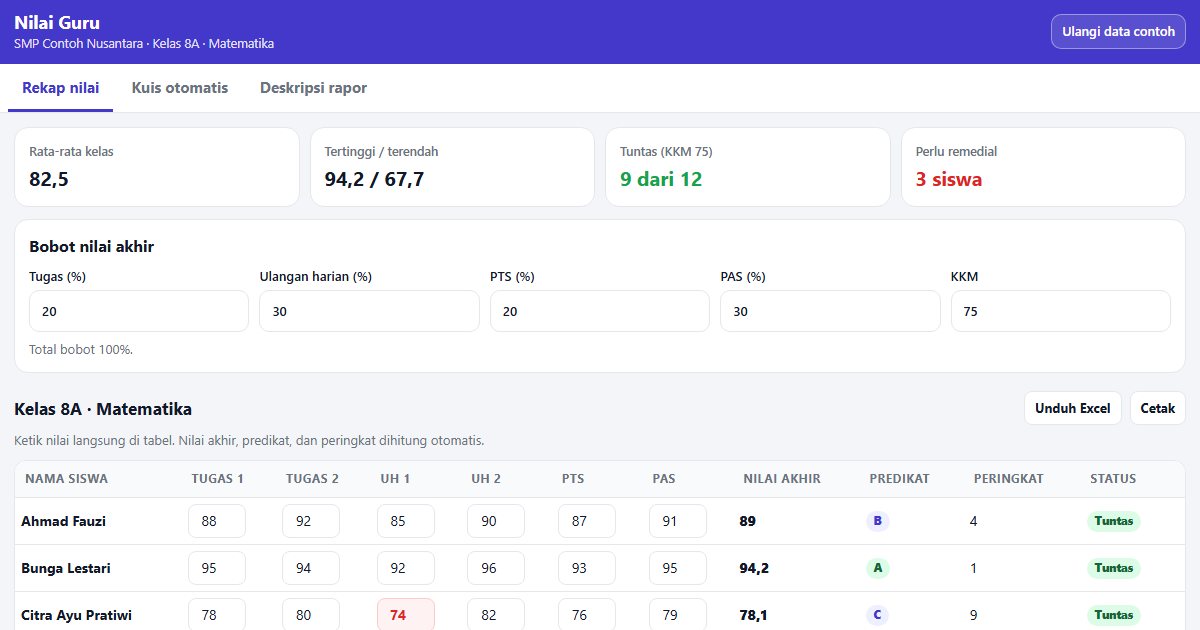 Nilai Guru
SMP Contoh Nusantara · Kelas 8A · Matematika
Ulangi data contoh
Rekap nilai Kuis otomatis Deskripsi rapor
Rata-rata kelas
82,5
Tertinggi / terendah
94,2 / 67,7
Tuntas (KKM 75)
9 dari 12
Perlu remedial
3 siswa
Bobot nilai akhir
Tugas (%) Ulangan harian (%) PTS (%) PAS (%) KKM
20 30 20 30 75
Total bobot 100%.
Kelas 8A · Matematika
Unduh Excel Cetak
Ketik nilai langsung di tabel. Nilai akhir, predikat, dan peringkat dihitung otomatis.
NAMA SISWA TUGAS 1 TUGAS 2 UH 1 UH 2 PTS PAS NILAI AKHIR PREDIKAT PERINGKAT STATUS
Ahmad Fauzi 88 92 85 90 87 91 89 B 4 Tuntas
Bunga Lestari 95 94 92 96 93 95 94,2 A 1 Tuntas
Citra Ayu Pratiwi 78 80 74 82 76 79 78,1 C 9 Tuntas